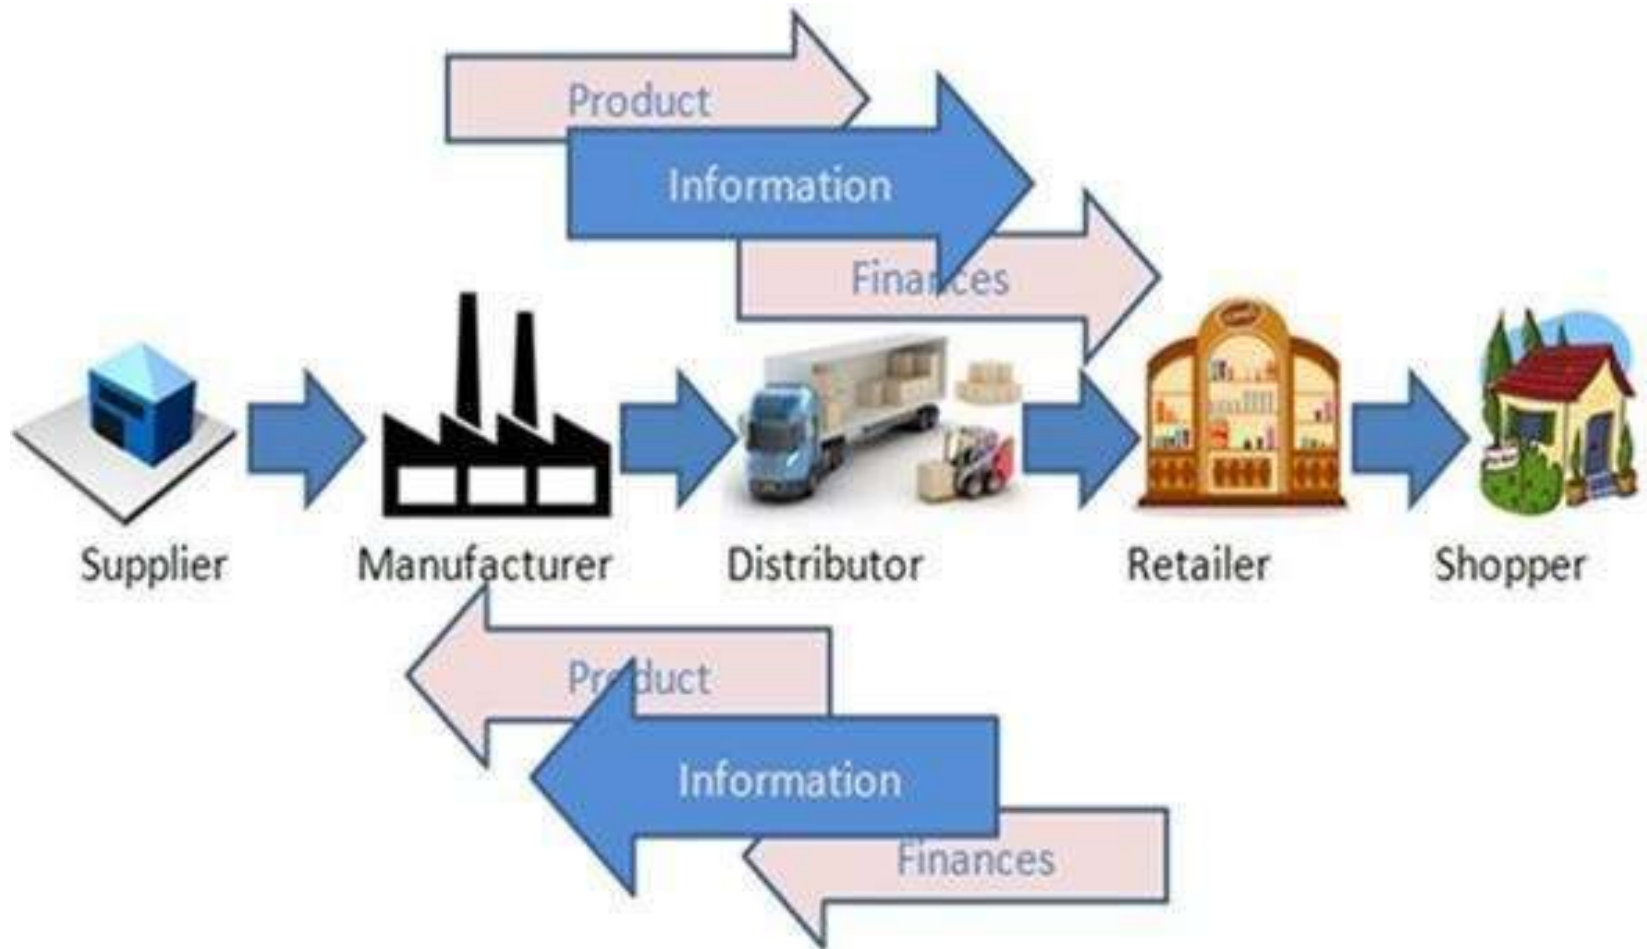 Product
Information
Finances
Supplier
Manufacturer
Distributor
Retailer
Shopper
Product
Information
Finances